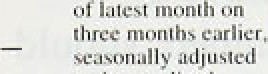 of latest month on
three months earlier,
seasonally adjusted